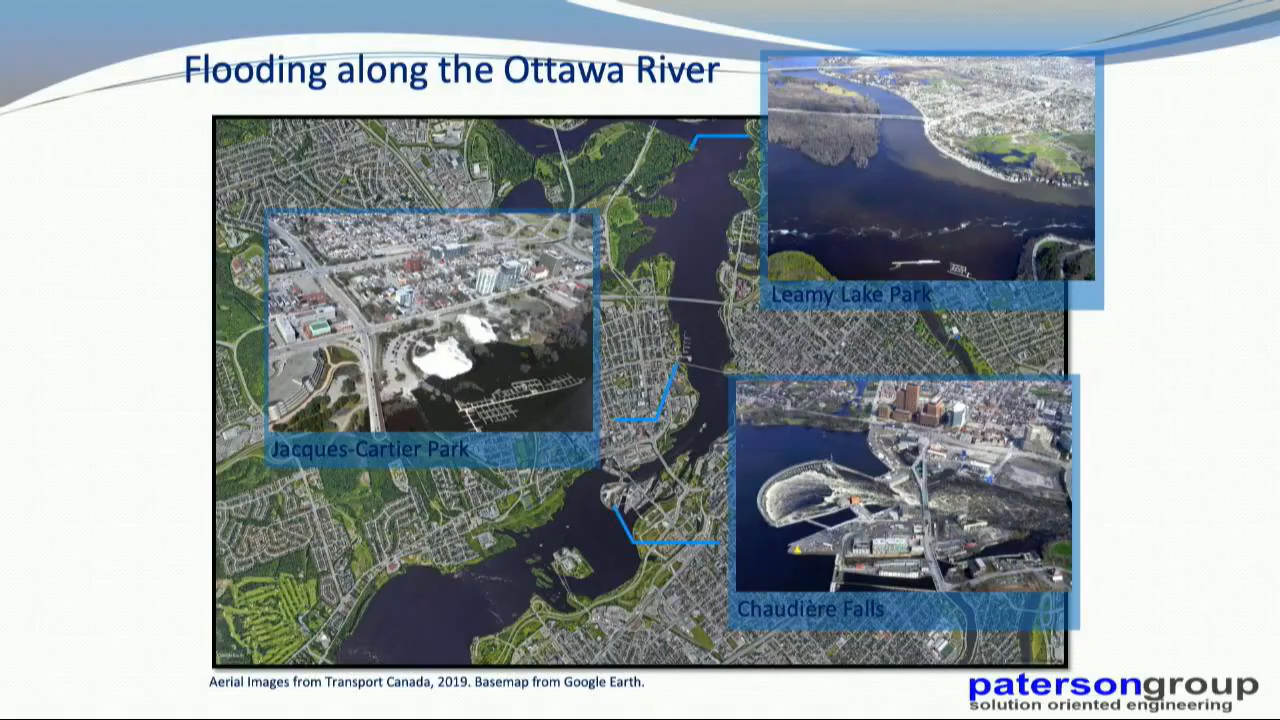 Flooding along the Ottawa River
Leamy Lake Park
Jacques-Cartier Park
Chaudière Falls
Aerial Images from Transport Canada, 2019. Basemap from Google Earth.
patersongroup
solution oriented engineering